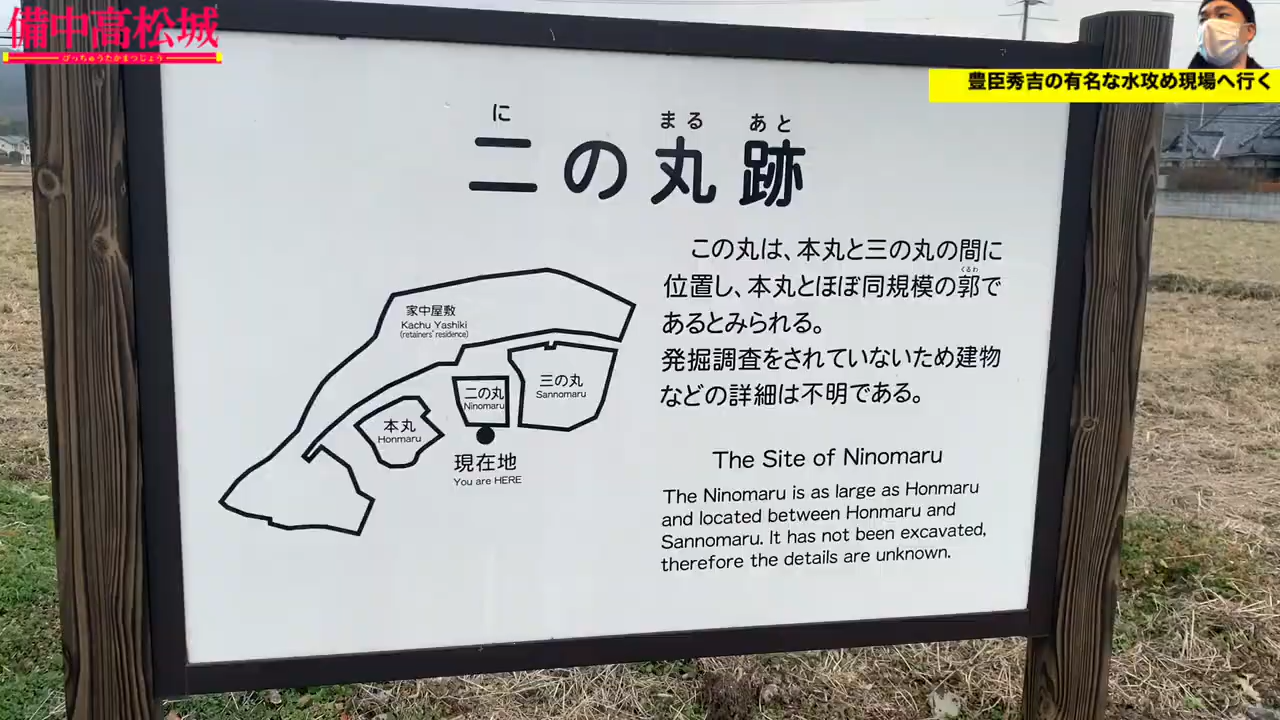 備中高松城
びっちゅうたかまつじょう
豊臣秀吉の有名な水攻め現場へ行く
に まる あと
二の丸跡
この丸は、本丸と三の丸の間に
位置し、本丸とほぼ同規模の郭で
くるわ
あるとみられる。
発掘調査をされていないため建物
などの詳細は不明である。
The Site of Ninomaru
The Ninomaru is as large as Honmaru
and located between Honmaru and
Sannomaru. It has not been excavated,
therefore the details are unknown.
家中屋敷
Kachu Yashiki
(retainers' residence)
三の丸
Sannomaru
二の丸
Ninomaru
本丸
Honmaru
現在地
You are HERE